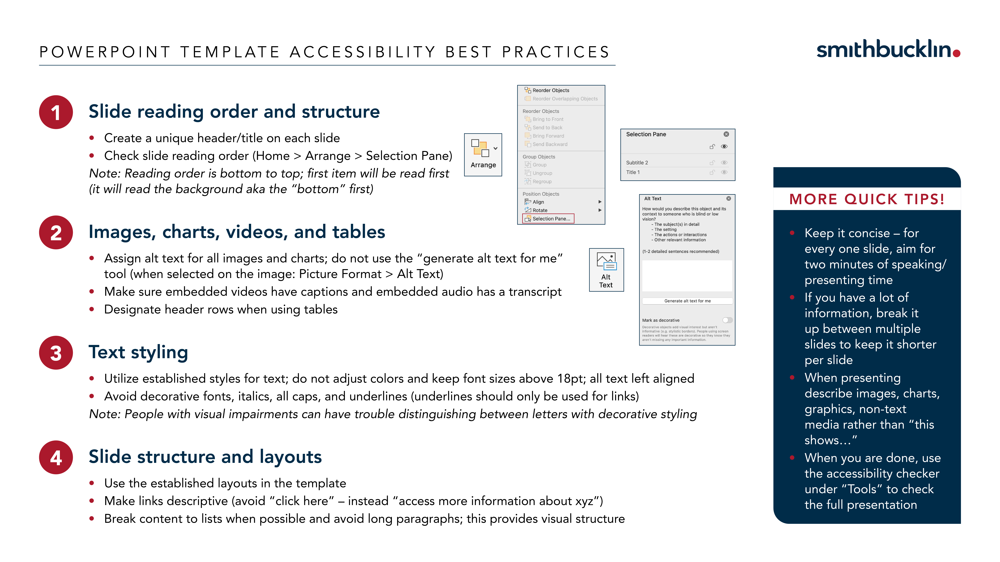 POWERPOINT TEMPLATE ACCESSIBILITY BEST PRACTICES
smithbucklin.
1
Slide reading order and structure
• Create a unique header/title on each slide
• Check slide reading order (Home > Arrange > Selection Pane)
Note: Reading order is bottom to top; first item will be read first
(it will read the background aka the “bottom” first)
Arrange
Reorder Objects
Reorder Overlapping Objects
Reorder Objects
Bring to Front
Send to Back
Bring Forward
Send Backward
Group Objects
Group
Ungroup
Regroup
Position Objects
Align
Rotate
Selection Pane...
Selection Pane
Subtitle 2
Title 1
2
Images, charts, videos, and tables
• Assign alt text for all images and charts; do not use the “generate alt text for me”
tool (when selected on the image: Picture Format > Alt Text)
• Make sure embedded videos have captions and embedded audio has a transcript
• Designate header rows when using tables
Alt
Text
Alt Text
How would you describe this object and its
context to someone who is blind or low
vision?
- The subject(s) in detail
- The setting
- The actions or interactions
- Other relevant information
(1-2 detailed sentences recommended)
Generate alt text for me
Mark as decorative
Decorative objects add visual interest but aren't
informative (e.g. stylistic borders). People using screen
readers will hear these are decorative so they know they
aren't missing any important information.
3
Text styling
• Utilize established styles for text; do not adjust colors and keep font sizes above 18pt; all text left aligned
• Avoid decorative fonts, italics, all caps, and underlines (underlines should only be used for links)
Note: People with visual impairments can have trouble distinguishing between letters with decorative styling
4
Slide structure and layouts
• Use the established layouts in the template
• Make links descriptive (avoid “click here” – instead “access more information about xyz”)
• Break content to lists when possible and avoid long paragraphs; this provides visual structure
MORE QUICK TIPS!
• Keep it concise – for
every one slide, aim for
two minutes of speaking/
presenting time
• If you have a lot of
information, break it
up between multiple
slides to keep it shorter
per slide
• When presenting
describe images, charts,
graphics, non-text
media rather than “this
shows…”
• When you are done, use
the accessibility checker
under “Tools” to check
the full presentation